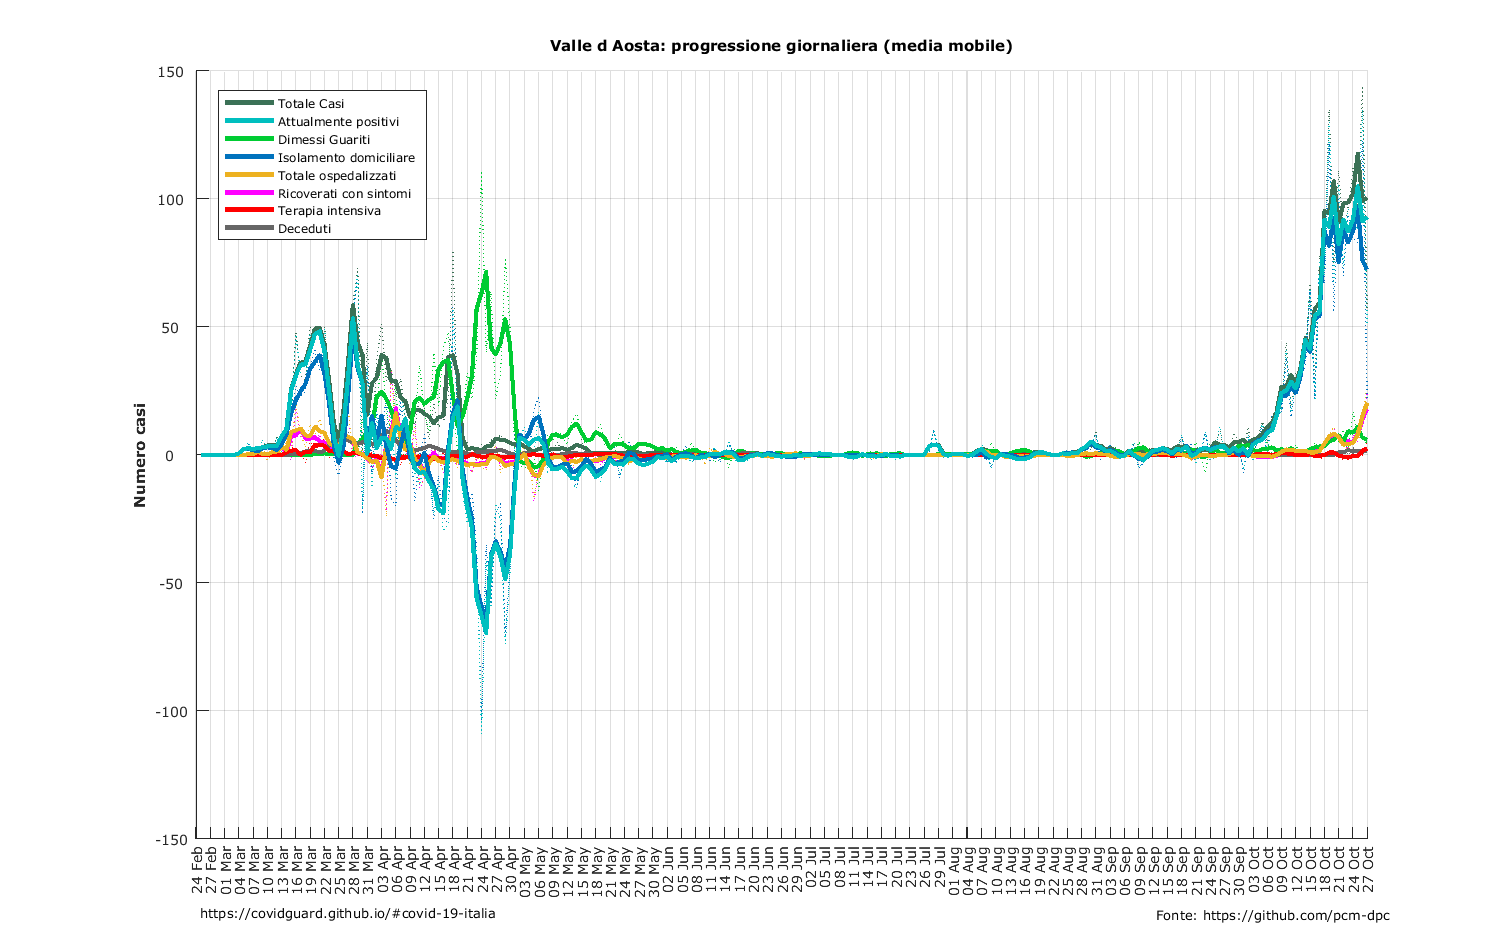 Valle d Aosta: progressione giornaliera (media mobile)
150
100
50
0
-50
-100
-150
Numero casi
Totale Casi
Attualmente positivi
Dimessi Guariti
Isolamento domiciliare
Totale ospedalizzati
Ricoverati con sintomi
Terapia intensiva
Deceduti
24 Feb
27 Feb
01 Mar
04 Mar
07 Mar
10 Mar
13 Mar
16 Mar
19 Mar
22 Mar
25 Mar
28 Mar
31 Mar
03 Apr
06 Apr
09 Apr
12 Apr
15 Apr
18 Apr
21 Apr
24 Apr
27 Apr
30 Apr
03 May
06 May
09 May
12 May
15 May
18 May
21 May
24 May
27 May
30 May
02 Jun
05 Jun
08 Jun
11 Jun
14 Jun
17 Jun
20 Jun
23 Jun
26 Jun
29 Jun
02 Jul
05 Jul
08 Jul
11 Jul
14 Jul
17 Jul
20 Jul
23 Jul
26 Jul
29 Jul
01 Aug
04 Aug
07 Aug
10 Aug
13 Aug
16 Aug
19 Aug
22 Aug
25 Aug
28 Aug
31 Aug
03 Sep
06 Sep
09 Sep
12 Sep
15 Sep
18 Sep
21 Sep
24 Sep
27 Sep
30 Sep
03 Oct
06 Oct
09 Oct
12 Oct
15 Oct
18 Oct
21 Oct
24 Oct
27 Oct
https://covidguard.github.io/#covid-19-italia
Fonte: https://github.com/pcm-dpc